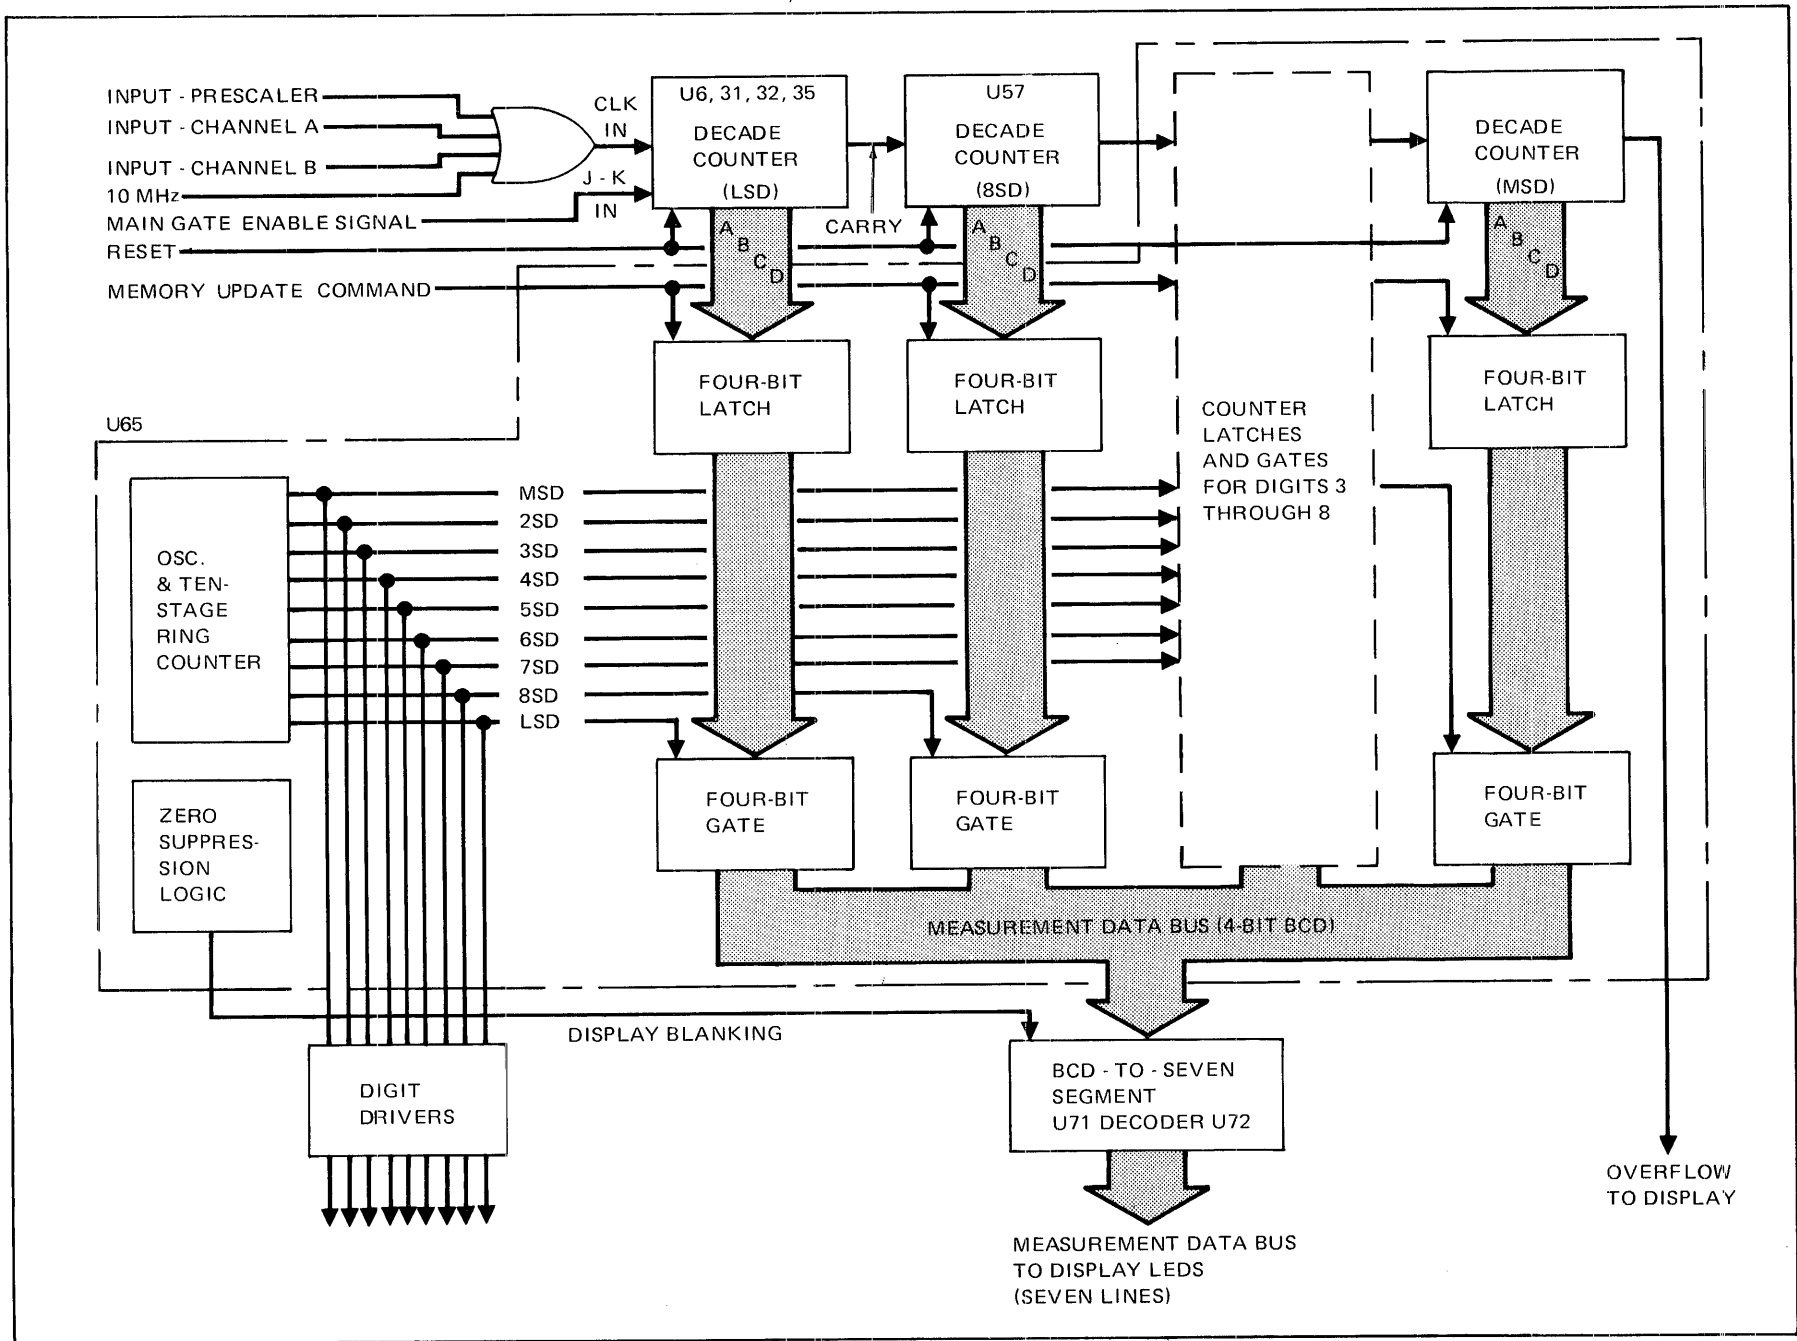 INPUT - PRESCALER
INPUT - CHANNEL A
INPUT - CHANNEL B
10 MHz
MAIN GATE ENABLE SIGNAL
RESET
MEMORY UPDATE COMMAND
CLK
IN
J - K
IN
U6, 31, 32, 35
DECADE
COUNTER
(LSD)
CARRY
U57
DECADE
COUNTER
(8SD)
DECADE
COUNTER
(MSD)
A
B
C
D
A
B
C
D
A
B
C
D
FOUR-BIT
LATCH
FOUR-BIT
LATCH
FOUR-BIT
LATCH
COUNTER
LATCHES
AND GATES
FOR DIGITS 3
THROUGH 8
U65
OSC.
& TEN-
STAGE
RING
COUNTER
MSD
2SD
3SD
4SD
5SD
6SD
7SD
8SD
LSD
ZERO
SUPPRES-
SION
LOGIC
FOUR-BIT
GATE
FOUR-BIT
GATE
FOUR-BIT
GATE
MEASUREMENT DATA BUS (4-BIT BCD)
DISPLAY BLANKING
DIGIT
DRIVERS
BCD - TO - SEVEN
SEGMENT
U71 DECODER U72
OVERFLOW
TO DISPLAY
MEASUREMENT DATA BUS
TO DISPLAY LEDS
(SEVEN LINES)